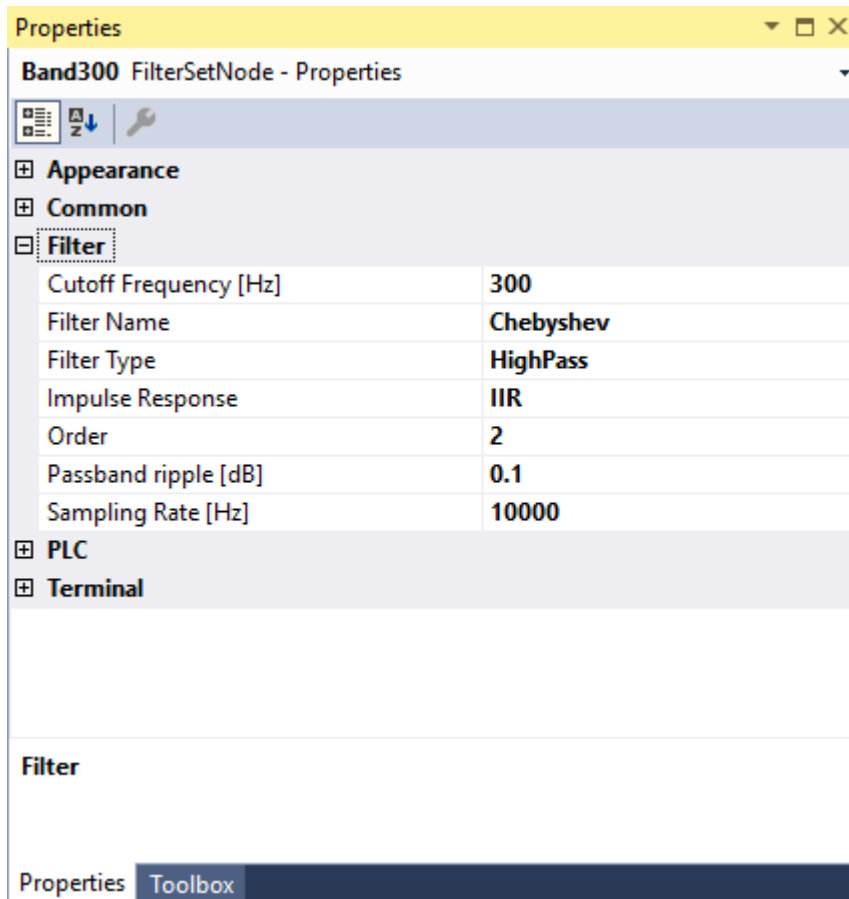 Properties
Band300 FilterSetNode - Properties
Appearance
Common
Filter
Cutoff Frequency [Hz] 300
Filter Name Chebyshev
Filter Type HighPass
Impulse Response IIR
Order 2
Passband ripple [dB] 0.1
Sampling Rate [Hz] 10000
PLC
Terminal
Filter
Properties Toolbox